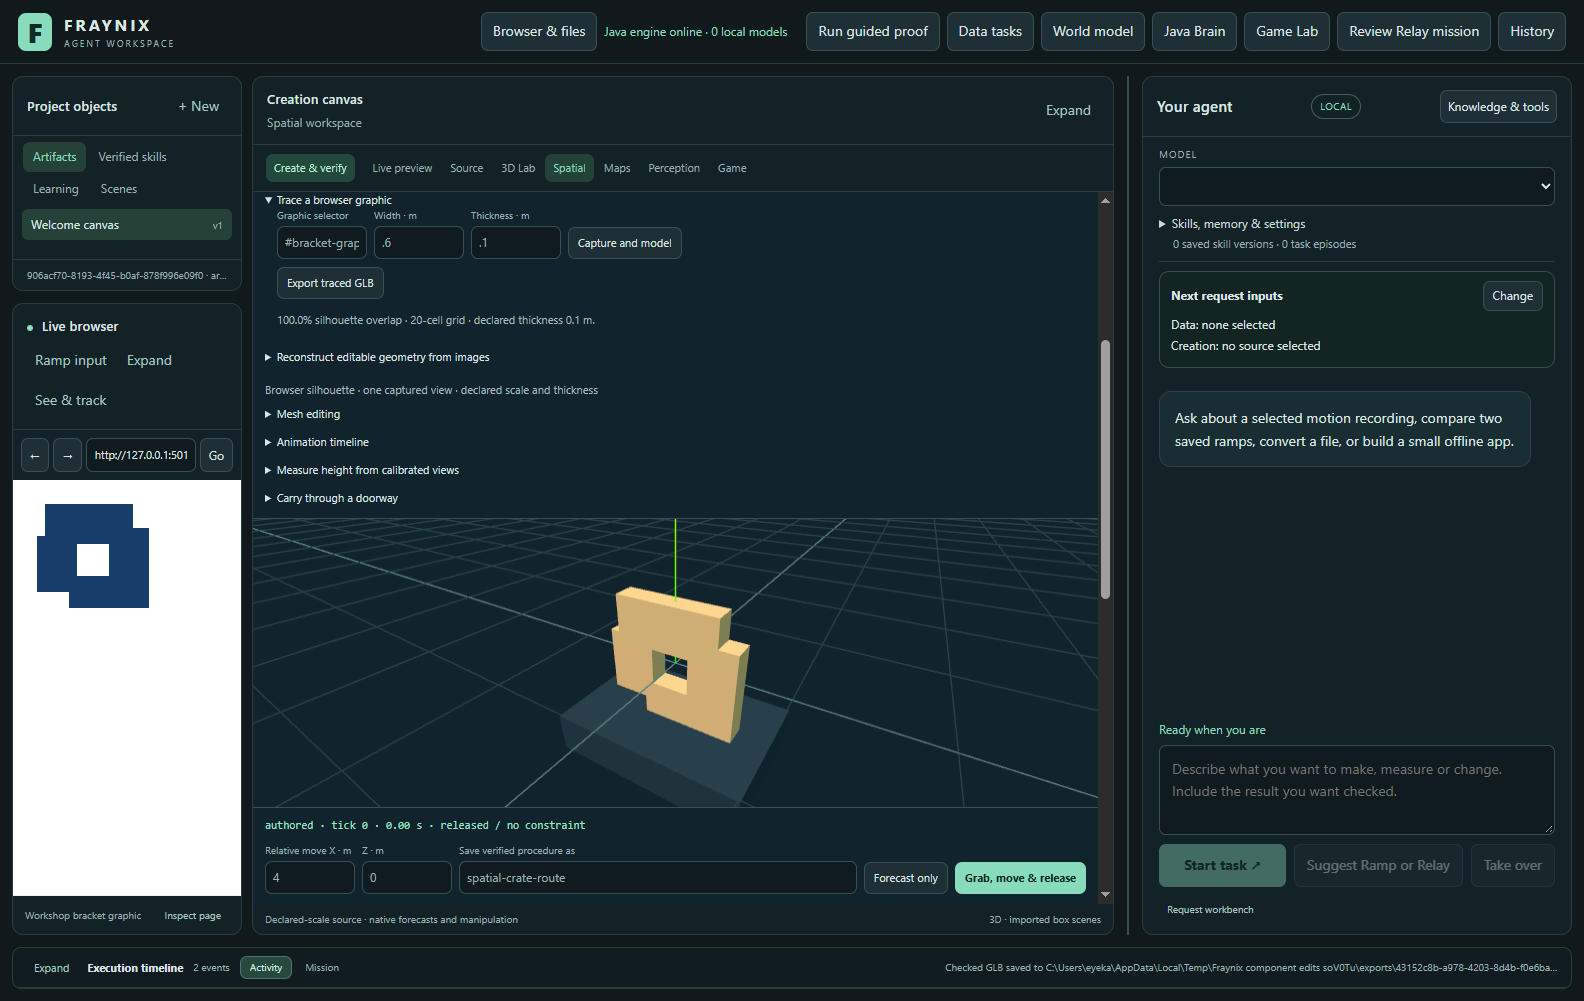 F
FRAYNIX
AGENT WORKSPACE
Browser & files
Java engine online · 0 local models
Run guided proof
Data tasks
World model
Java Brain
Game Lab
Review Relay mission
History
Project objects
+ New
Artifacts
Verified skills
Learning
Scenes
Welcome canvas
v1
906acf70-8193-4f45-b0af-878f996e09f0 · ar...
Live browser
Ramp input
Expand
See & track
←
→
http://127.0.0.1:501
Go
Workshop bracket graphic
Inspect page
Creation canvas
Spatial workspace
Expand
Create & verify
Live preview
Source
3D Lab
Spatial
Maps
Perception
Game
Trace a browser graphic
Graphic selector
Width · m
Thickness · m
#bracket-grap
.6
.1
Capture and model
Export traced GLB
100.0% silhouette overlap · 20-cell grid · declared thickness 0.1 m.
Reconstruct editable geometry from images
Browser silhouette · one captured view · declared scale and thickness
Mesh editing
Animation timeline
Measure height from calibrated views
Carry through a doorway
authored · tick 0 · 0.00 s · released / no constraint
Relative move X · m
Z · m
Save verified procedure as
4
0
spatial-crate-route
Forecast only
Grab, move & release
Declared-scale source · native forecasts and manipulation
3D · imported box scenes
Your agent
LOCAL
Knowledge & tools
MODEL
Skills, memory & settings
0 saved skill versions · 0 task episodes
Next request inputs
Change
Data: none selected
Creation: no source selected
Ask about a selected motion recording, compare two
saved ramps, convert a file, or build a small offline app.
Ready when you are
Describe what you want to make, measure or change.
Include the result you want checked.
Start task ↗
Suggest Ramp or Relay
Take over
Request workbench
Expand
Execution timeline
2 events
Activity
Mission
Checked GLB saved to C:\Users\eyeka\AppData\Local\Temp\Fraynix component edits soV0Tu\exports\43152c8b-a978-4203-8d4b-f0e6ba...